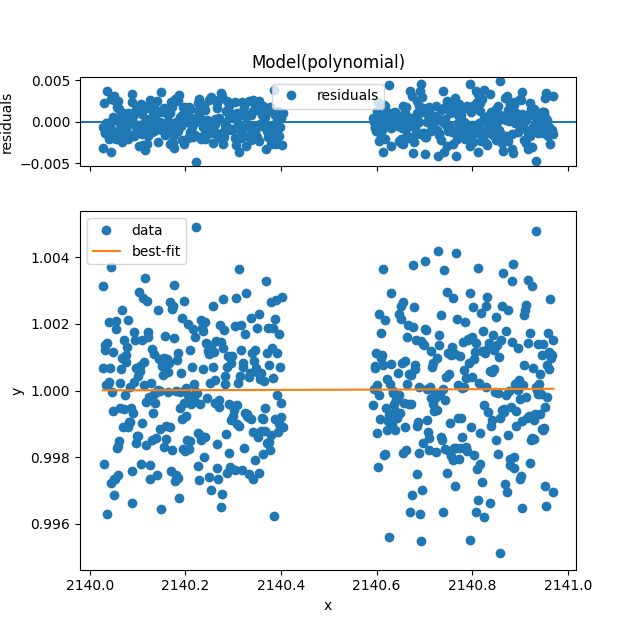 Model(polynomial)
0.005
0.000
−0.005
residuals
residuals
data
best-fit
1.004
1.002
1.000
0.998
0.996
y
2140.0
2140.2
2140.4
2140.6
2140.8
2141.0
x